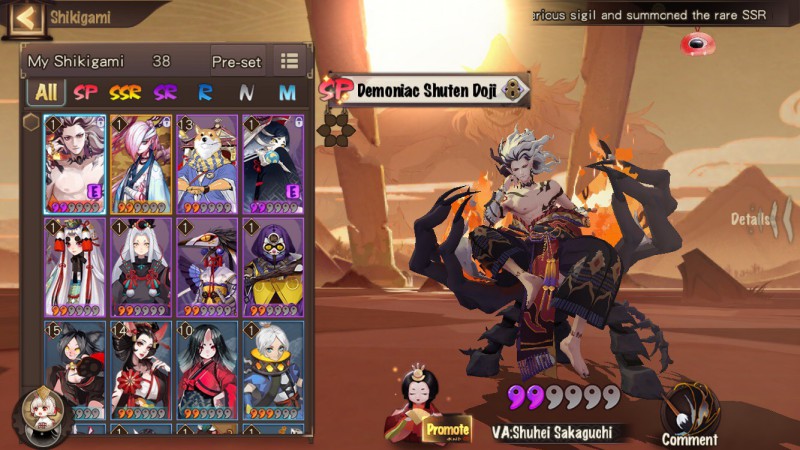 Shikigami
ricus sigil and summoned the rare SSR
My Shikigami 38 Pre-set
All SP SSR SR R N M
SP Demoniac Shuten Doji
1 1 13 1
E E
1 1 1 1
15 14 10 1
Details
Promote
VA:Shuhei Sakaguchi
Comment